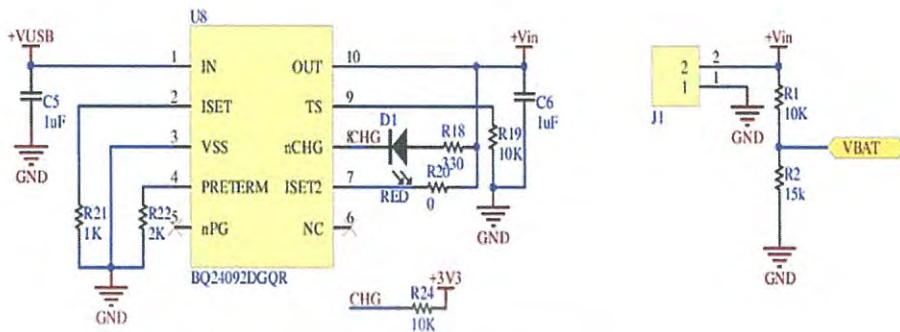 U8
+VUSB
+Vin
+Vin
1 IN OUT 10
C5
1uF
2 ISET TS 9
D1
C6
1uF
2 2
1 1
J1
R1
10K
GND
3 VSS nCHG 8 CHG
R18
330
R19
10K
GND
VBAT
4 PRETERM ISET2 7
RED
R20
0
R2
15k
R21
1K
R22
2K
5 nPG NC 6
GND
GND
BQ24092DGQR
GND
CHG
R24
10K
+3V3